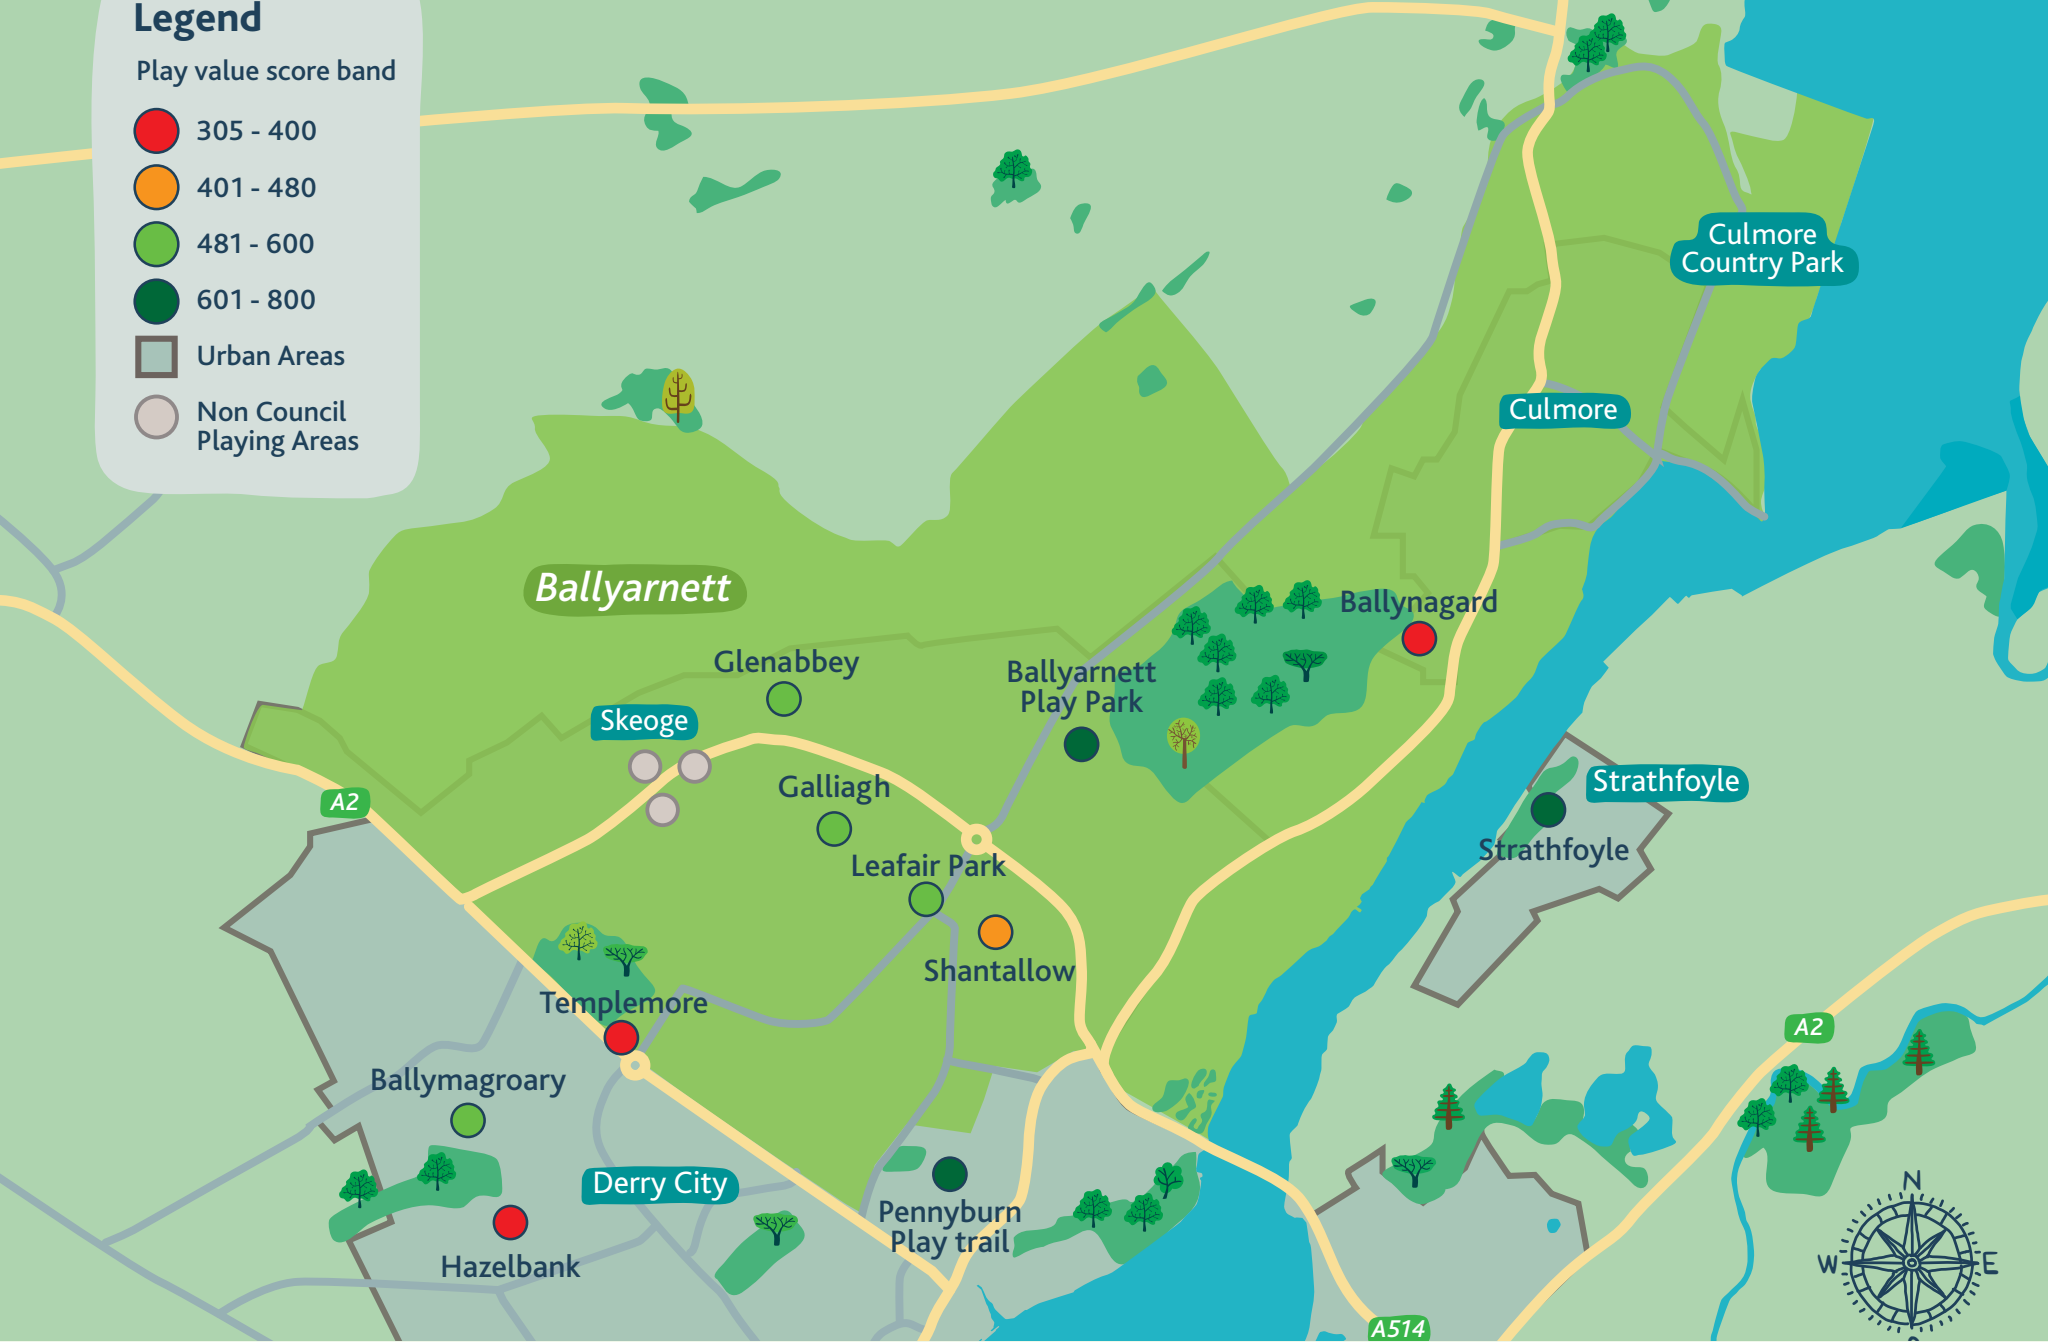 Legend
Play value score band
305 - 400
401 - 480
481 - 600
601 - 800
Urban Areas
Non Council
Playing Areas
Culmore
Country Park
Culmore
Ballyarnett
Ballynagard
Glenabbey
Ballyarnett
Play Park
Skeoge
Galliagh
Strathfoyle
A2
Strathfoyle
Leafair Park
Shantallow
Templemore
A2
Ballymagroary
Derry City
Pennyburn
Play trail
Hazelbank
N
W
E
A514